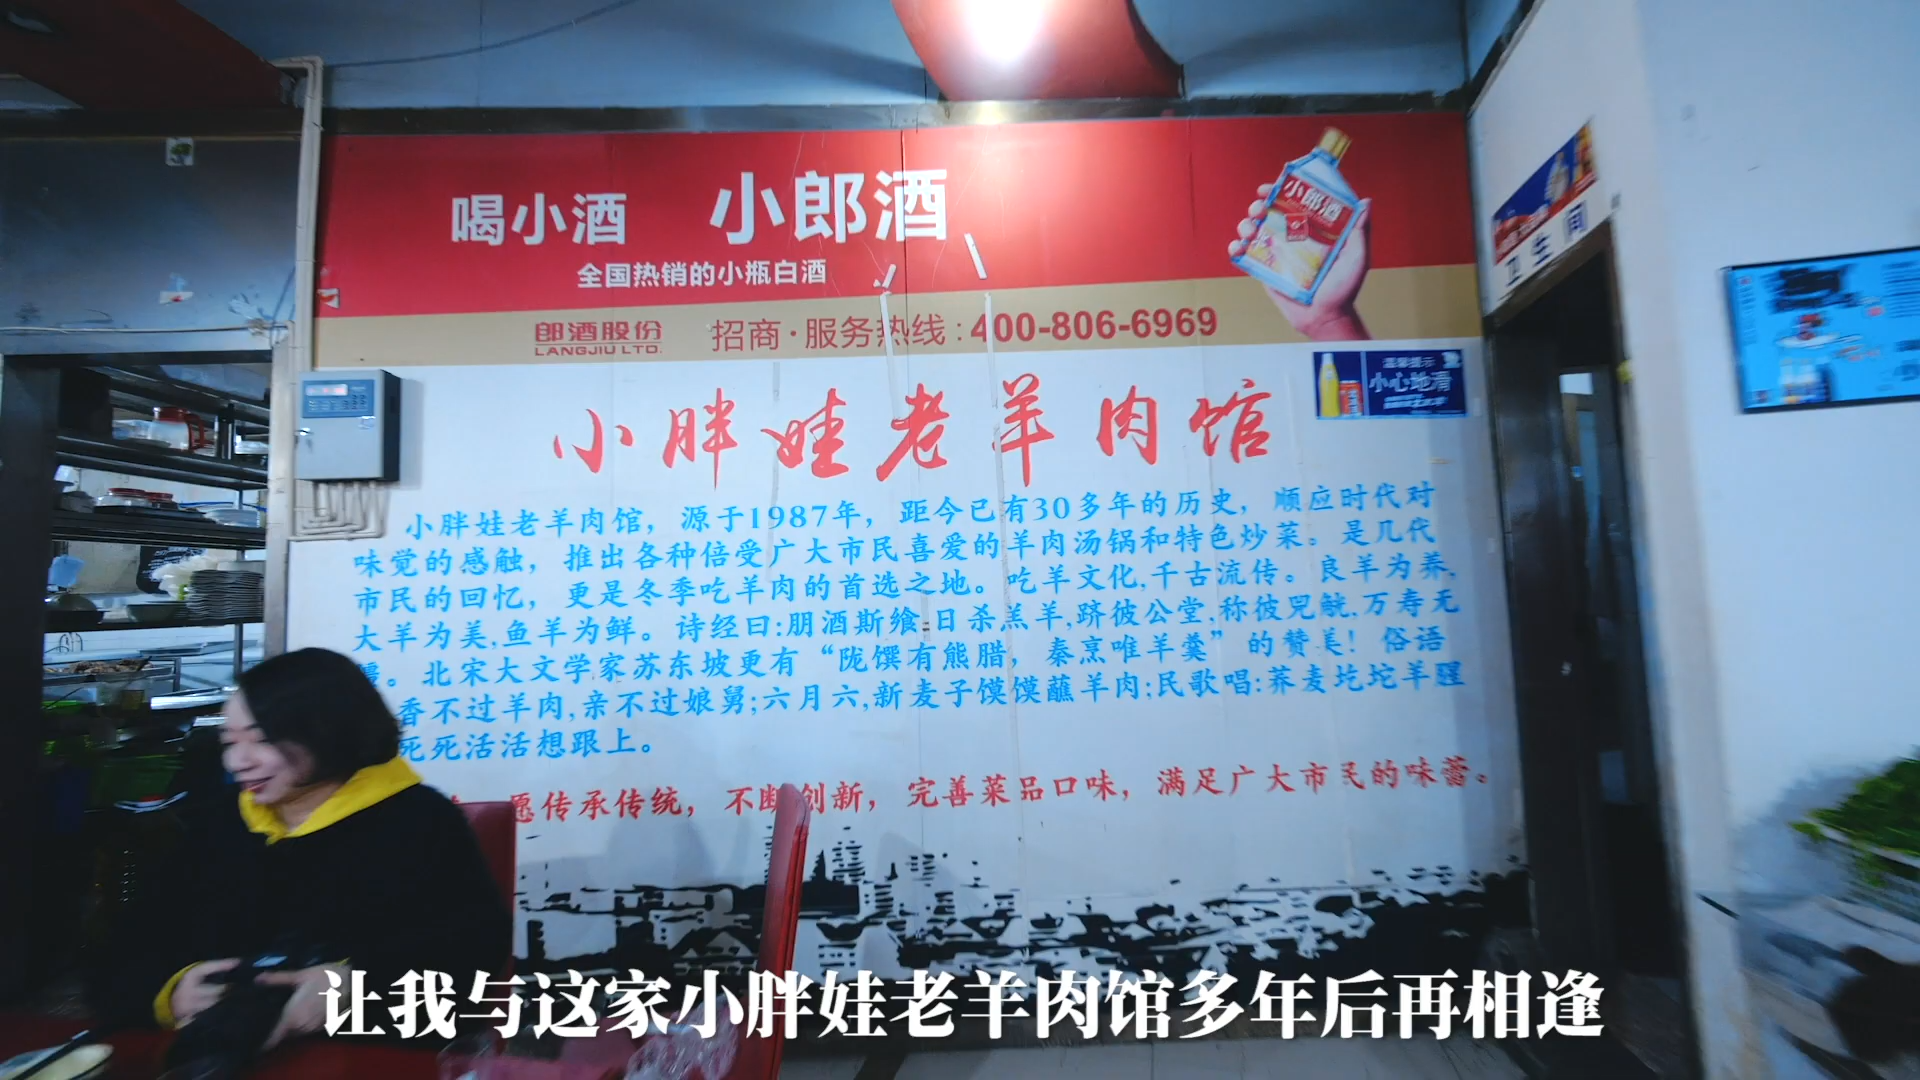 喝小酒 小郎酒
全国热销的小瓶白酒
郎酒股份
LANGJIU LTD.
招商·服务热线:400-806-6969
小郎酒
卫生间
温馨提示
小心地滑
小胖娃老羊肉馆
小胖娃老羊肉馆，源于1987年，距今已有30多年的历史，顺应时代对
味觉的感触，推出各种倍受广大市民喜爱的羊肉汤锅和特色炒菜。是几代
市民的回忆，更是冬季吃羊肉的首选之地。吃羊文化,千古流传。良羊为养,
大羊为美,鱼羊为鲜。诗经曰:朋酒斯飨,日杀羔羊,跻彼公堂,称彼兕觥,万寿无
。北宋大文学家苏东坡更有“陇馔有熊腊，秦烹唯羊羹”的赞美！俗语
香不过羊肉,亲不过娘舅;六月六,新麦子馍馍蘸羊肉;民歌唱:荞麦圪坨羊腥
死死活活想跟上。
愿传承传统，不断创新，完善菜品口味，满足广大市民的味蕾。
让我与这家小胖娃老羊肉馆多年后再相逢